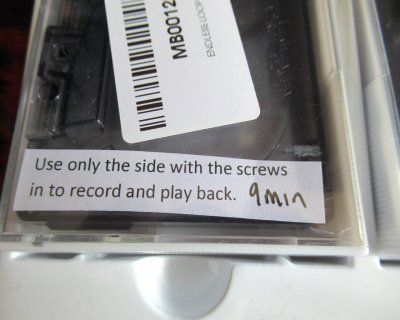 MB0012
ENDLESS LOOP
Use only the side with the screws
in to record and play back. 9min